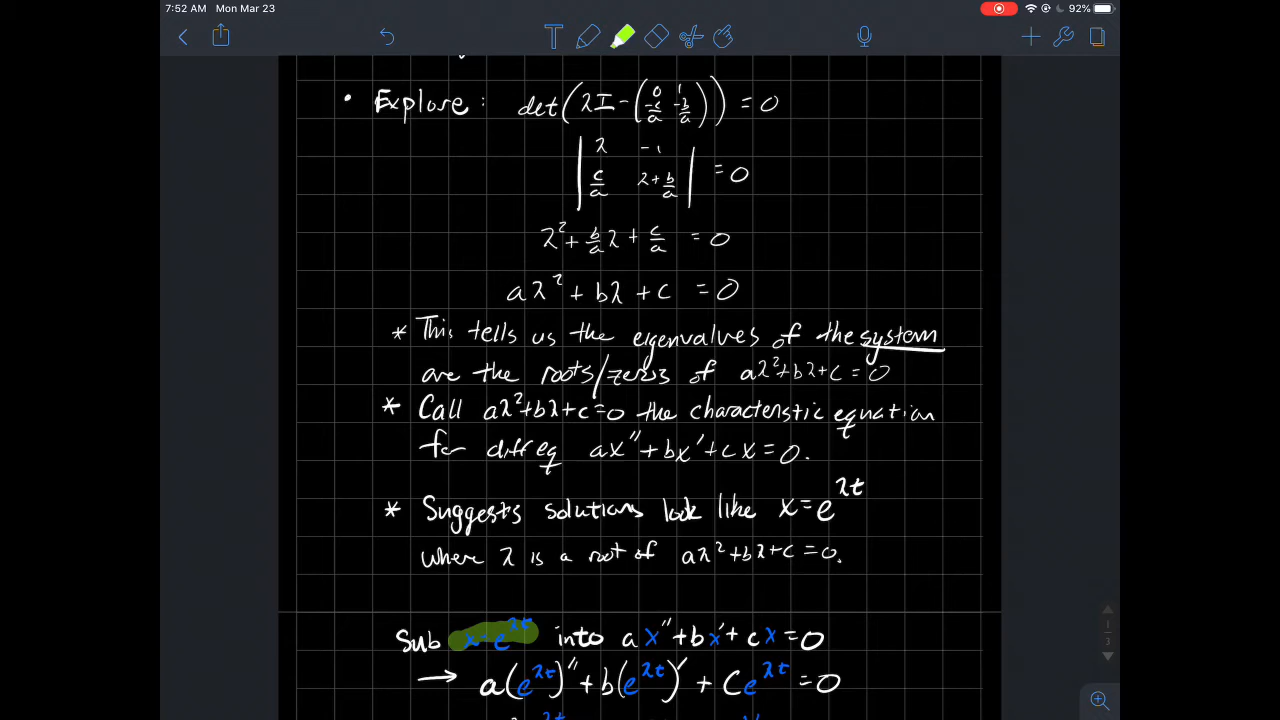 7:52 AM Mon Mar 23
92%
• Explore: det(λI - (0 1 -c/a -b/a)) = 0
|λ -1
c/a λ+b/a| = 0
λ² + b/a λ + c/a = 0
aλ² + bλ + c = 0
* This tells us the eigenvalues of the system
are the roots/zeros of aλ²+bλ+c=0
* Call aλ²+bλ+c=0 the characterstic equation
for diff eq ax''+bx'+cx=0.
* Suggests solutions look like x=e^λt
where λ is a root of aλ²+bλ+c=0.
Sub x=e^λt into ax''+bx'+cx=0
→ a(e^λt)''+b(e^λt)'+Ce^λt=0
1
3